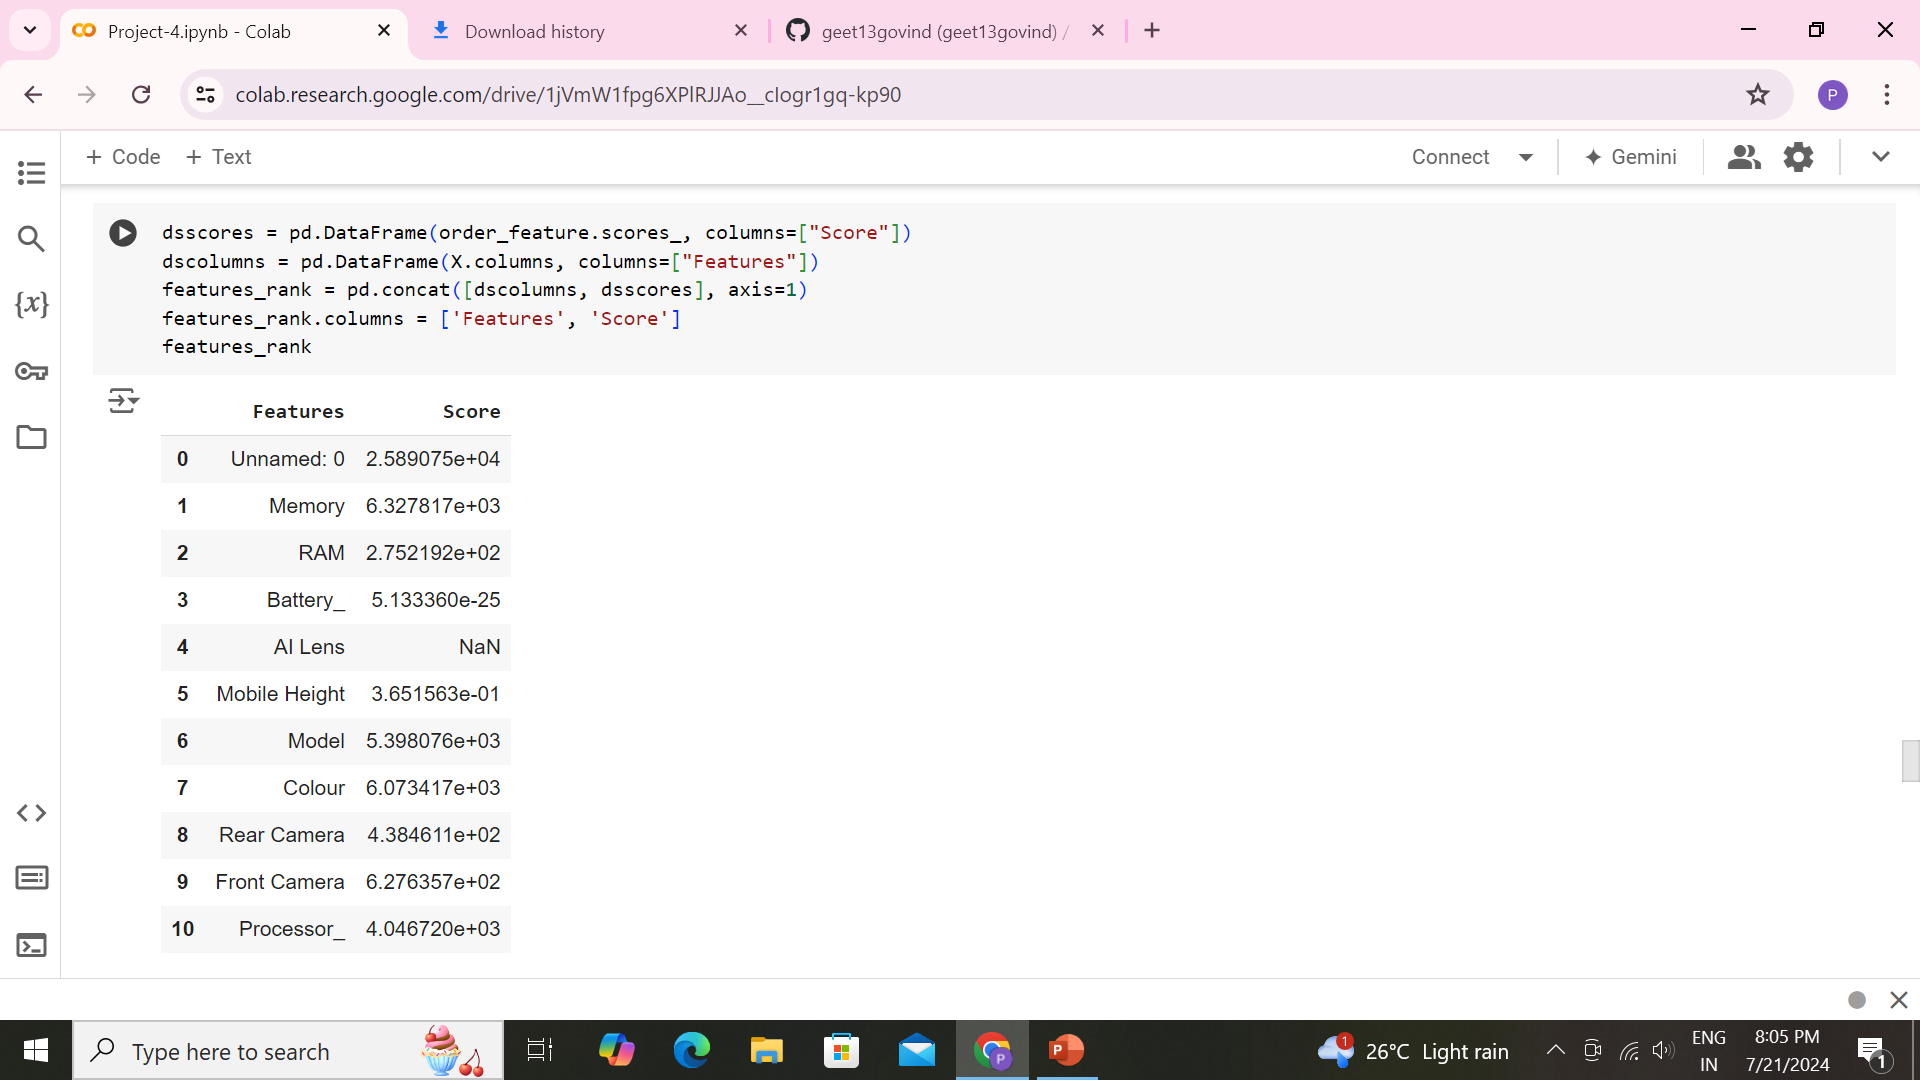 Project-4.ipynb - Colab
Download history
geet13govind (geet13govind) /
colab.research.google.com/drive/1jVmW1fpg6XPlRJJAo__cIogr1gq-kp90
P
+ Code + Text
Connect
Gemini
dsscores = pd.DataFrame(order_feature.scores_, columns=["Score"])
dscolumns = pd.DataFrame(X.columns, columns=["Features"])
features_rank = pd.concat([dscolumns, dsscores], axis=1)
features_rank.columns = ['Features', 'Score']
features_rank
Features Score
0 Unnamed: 0 2.589075e+04
1 Memory 6.327817e+03
2 RAM 2.752192e+02
3 Battery_ 5.133360e-25
4 AI Lens NaN
5 Mobile Height 3.651563e-01
6 Model 5.398076e+03
7 Colour 6.073417e+03
8 Rear Camera 4.384611e+02
9 Front Camera 6.276357e+02
10 Processor_ 4.046720e+03
Type here to search
P
P
1
26°C Light rain
ENG
IN
8:05 PM
7/21/2024
1